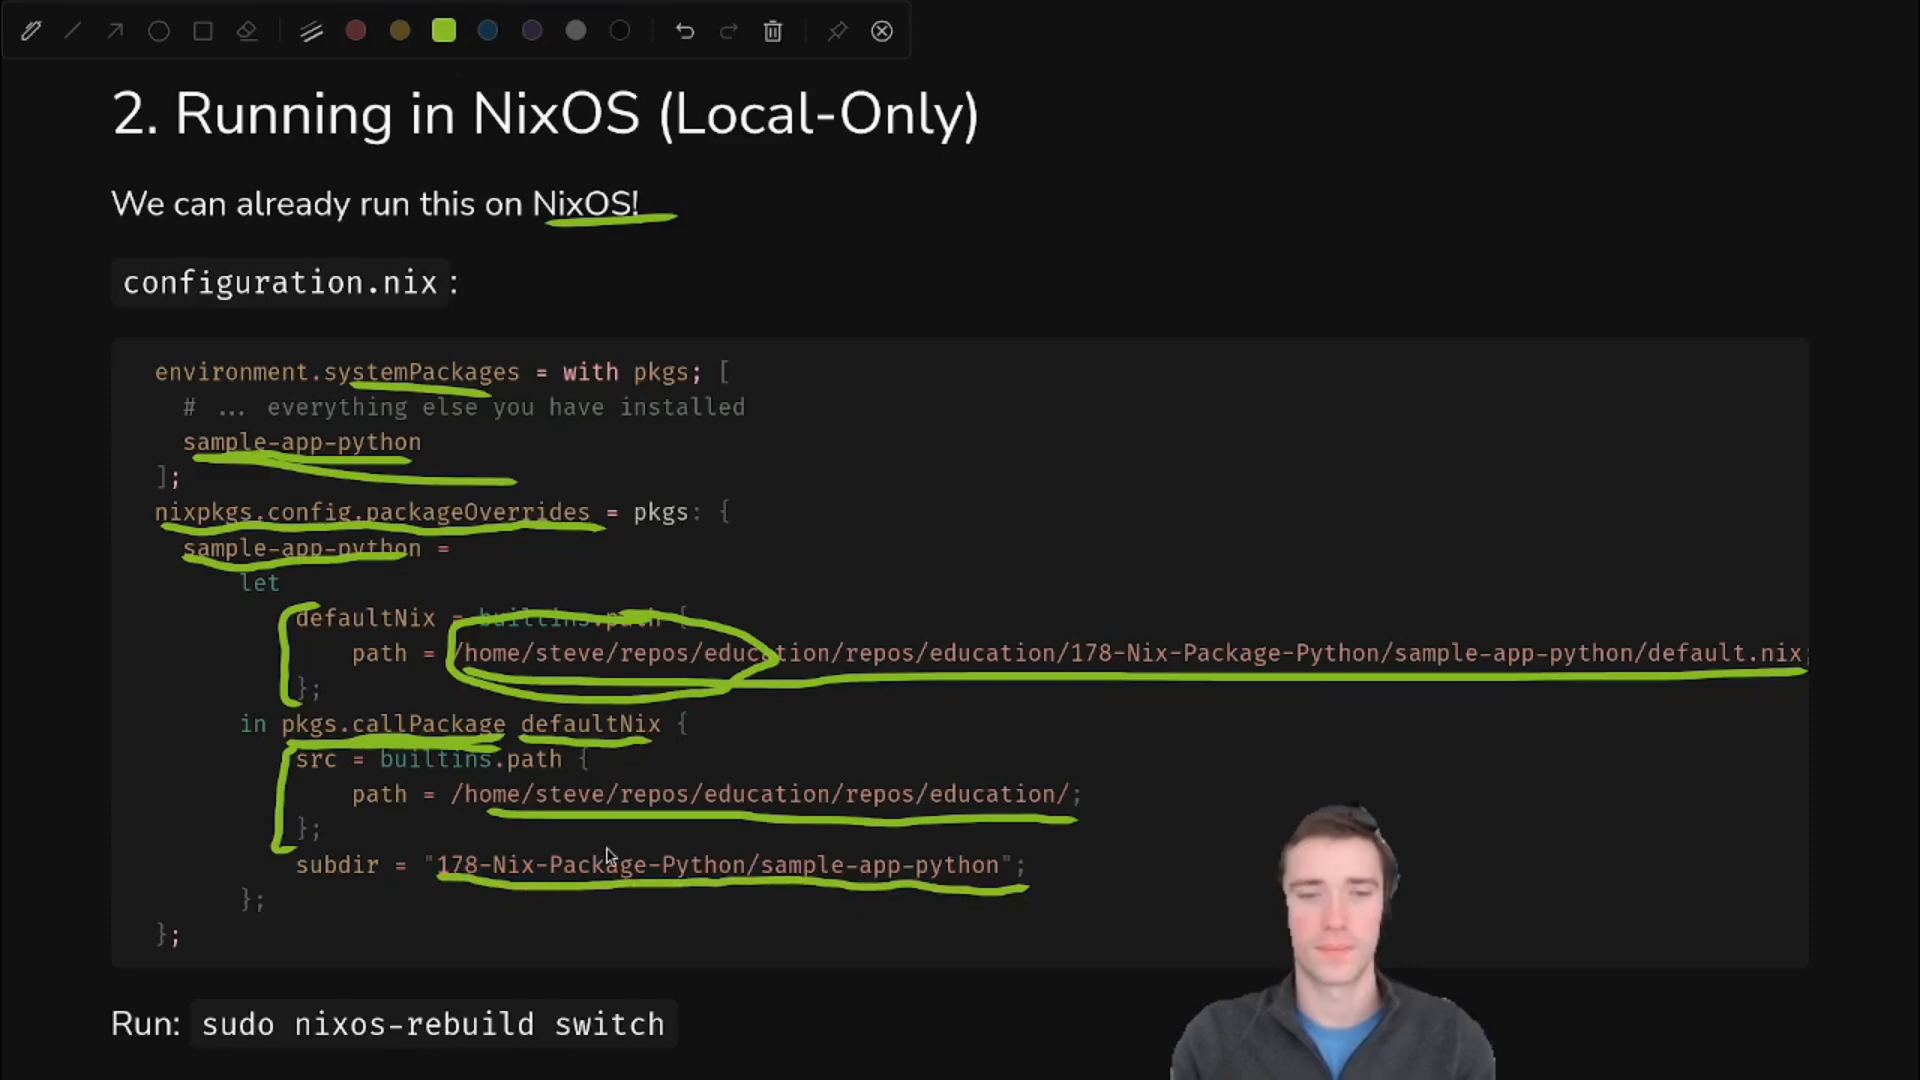 2. Running in NixOS (Local-Only)
We can already run this on NixOS!
configuration.nix:
environment.systemPackages = with pkgs; [
# ... everything else you have installed
sample-app-python
];
nixpkgs.config.packageOverrides = pkgs: {
sample-app-python =
let
defaultNix = builtins.path {
path = /home/steve/repos/education/repos/education/178-Nix-Package-Python/sample-app-python/default.nix;
};
in pkgs.callPackage defaultNix {
src = builtins.path {
path = /home/steve/repos/education/repos/education/;
};
subdir = "178-Nix-Package-Python/sample-app-python";
};
};
Run: sudo nixos-rebuild switch